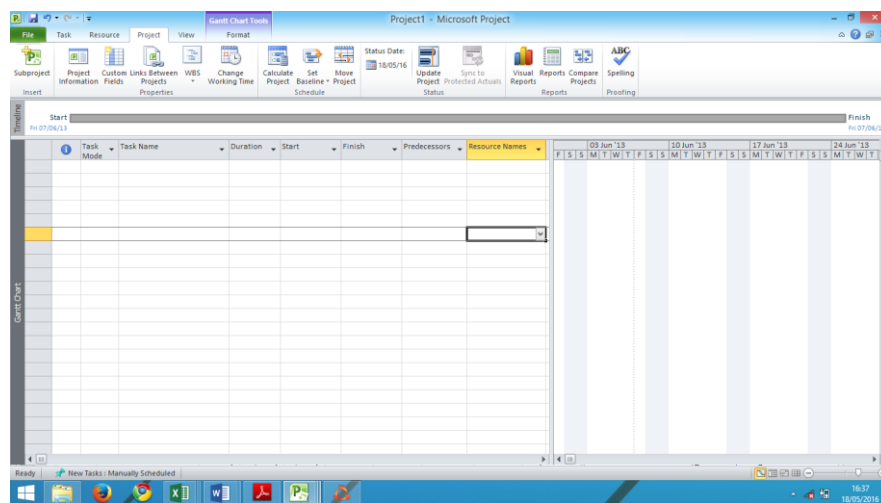 Gantt Chart Tools
Project1 - Microsoft Project
File Task Resource Project View Format
Subproject
Project Information
Custom Fields
Links Between Projects
WBS
Change Working Time
Calculate Project
Set Baseline
Move Project
Status Date:
18/05/16
Update Project
Sync to Protected Actuals
Visual Reports
Reports
Compare Projects
ABC
Spelling
Insert Properties Schedule Status Reports Proofing
Timeline
Start
Fri 07/06/13
Finish
Task Mode
Task Name
Duration
Start
Finish
Predecessors
Resource Names
03 Jun '13 10 Jun '13 17 Jun '13 24 Jun '13
F S S M T W T F S S M T W T F S S M T W T F S S M T W T
Gantt Chart
Ready New Tasks : Manually Scheduled
16:37
18/05/2016